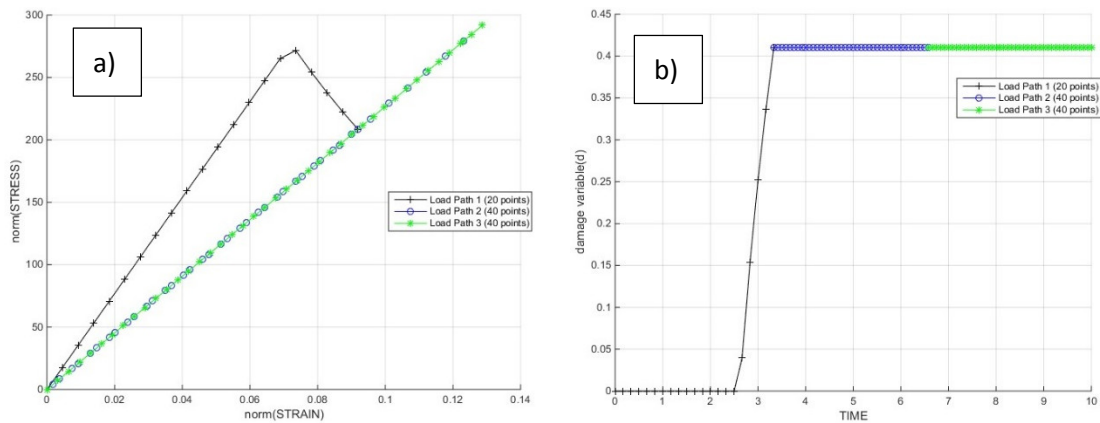 a)
300
250
200
150
100
50
0
norm(STRESS)
Load Path 1 (20 points)
Load Path 2 (40 points)
Load Path 3 (40 points)
0 0.02 0.04 0.06 0.08 0.1 0.12 0.14
norm(STRAIN)
b)
0.45
0.4
0.35
0.3
0.25
0.2
0.15
0.1
0.05
0
damage variable(d)
Load Path 1 (20 points)
Load Path 2 (40 points)
Load Path 3 (40 points)
0 1 2 3 4 5 6 7 8 9 10
TIME